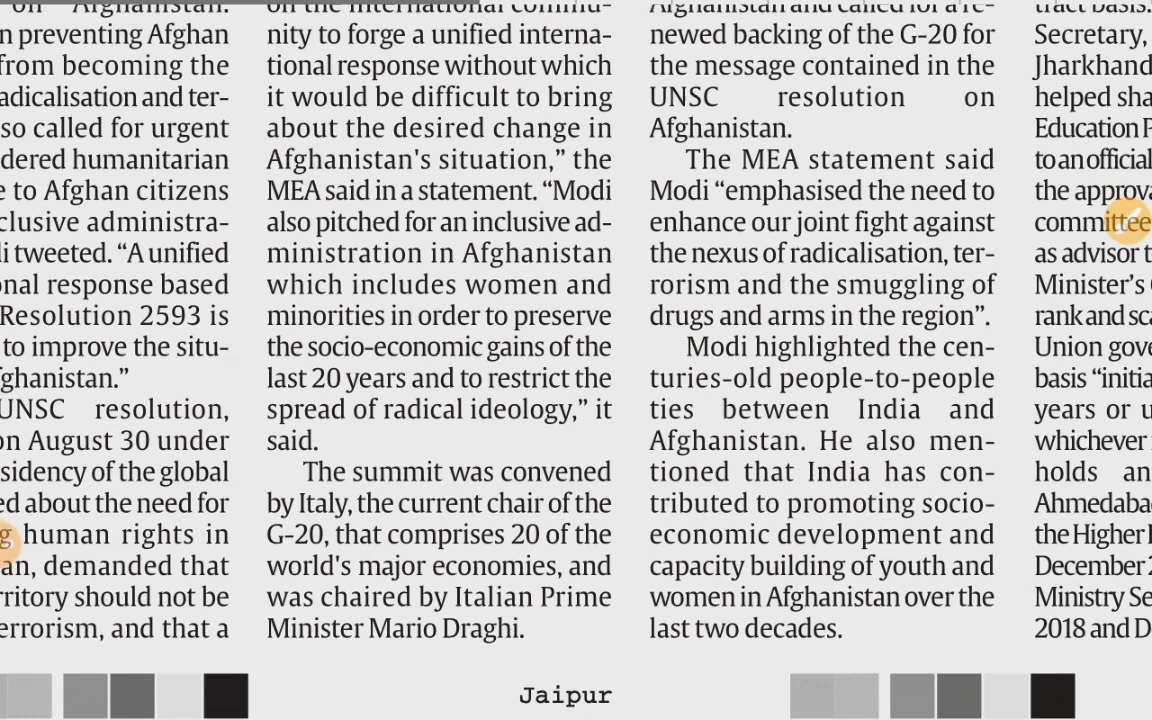 on Afghanistan.
n preventing Afghan
from becoming the
adicalisation and ter-
so called for urgent
dered humanitarian
e to Afghan citizens
clusive administra-
i tweeted. “A unified
onal response based
Resolution 2593 is
to improve the situ-
fghanistan.”
UNSC resolution,
on August 30 under
sidency of the global
ed about the need for
g human rights in
an, demanded that
rritory should not be
errorism, and that a
on the international commu-
nity to forge a unified interna-
tional response without which
it would be difficult to bring
about the desired change in
Afghanistan's situation,” the
MEA said in a statement. “Modi
also pitched for an inclusive ad-
ministration in Afghanistan
which includes women and
minorities in order to preserve
the socio-economic gains of the
last 20 years and to restrict the
spread of radical ideology,” it
said.
The summit was convened
by Italy, the current chair of the
G-20, that comprises 20 of the
world's major economies, and
was chaired by Italian Prime
Minister Mario Draghi.
Afghanistan and called for a re-
newed backing of the G-20 for
the message contained in the
UNSC resolution on
Afghanistan.
The MEA statement said
Modi “emphasised the need to
enhance our joint fight against
the nexus of radicalisation, ter-
rorism and the smuggling of
drugs and arms in the region”.
Modi highlighted the cen-
turies-old people-to-people
ties between India and
Afghanistan. He also men-
tioned that India has con-
tributed to promoting socio-
economic development and
capacity building of youth and
women in Afghanistan over the
last two decades.
tract basis.
Secretary,
Jharkhand
helped sha
Education P
to an official
the approva
committee
as advisor t
Minister’s
rank and sca
Union gove
basis “initia
years or u
whichever
holds an
Ahmedaba
the Higher
December 2
Ministry Se
2018 and D
Jaipur